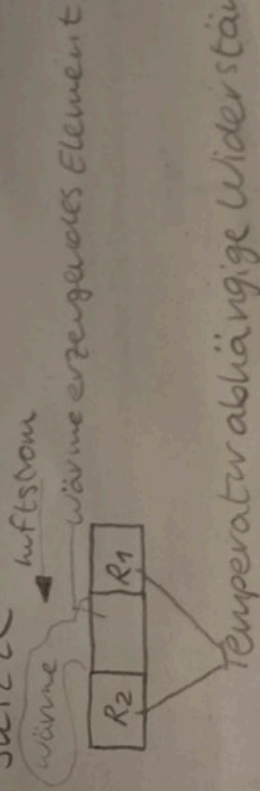 Luftstrom
Wärme
Wärme erzeugendes Element
R2 R1
Temperaturabhängige Widerstän